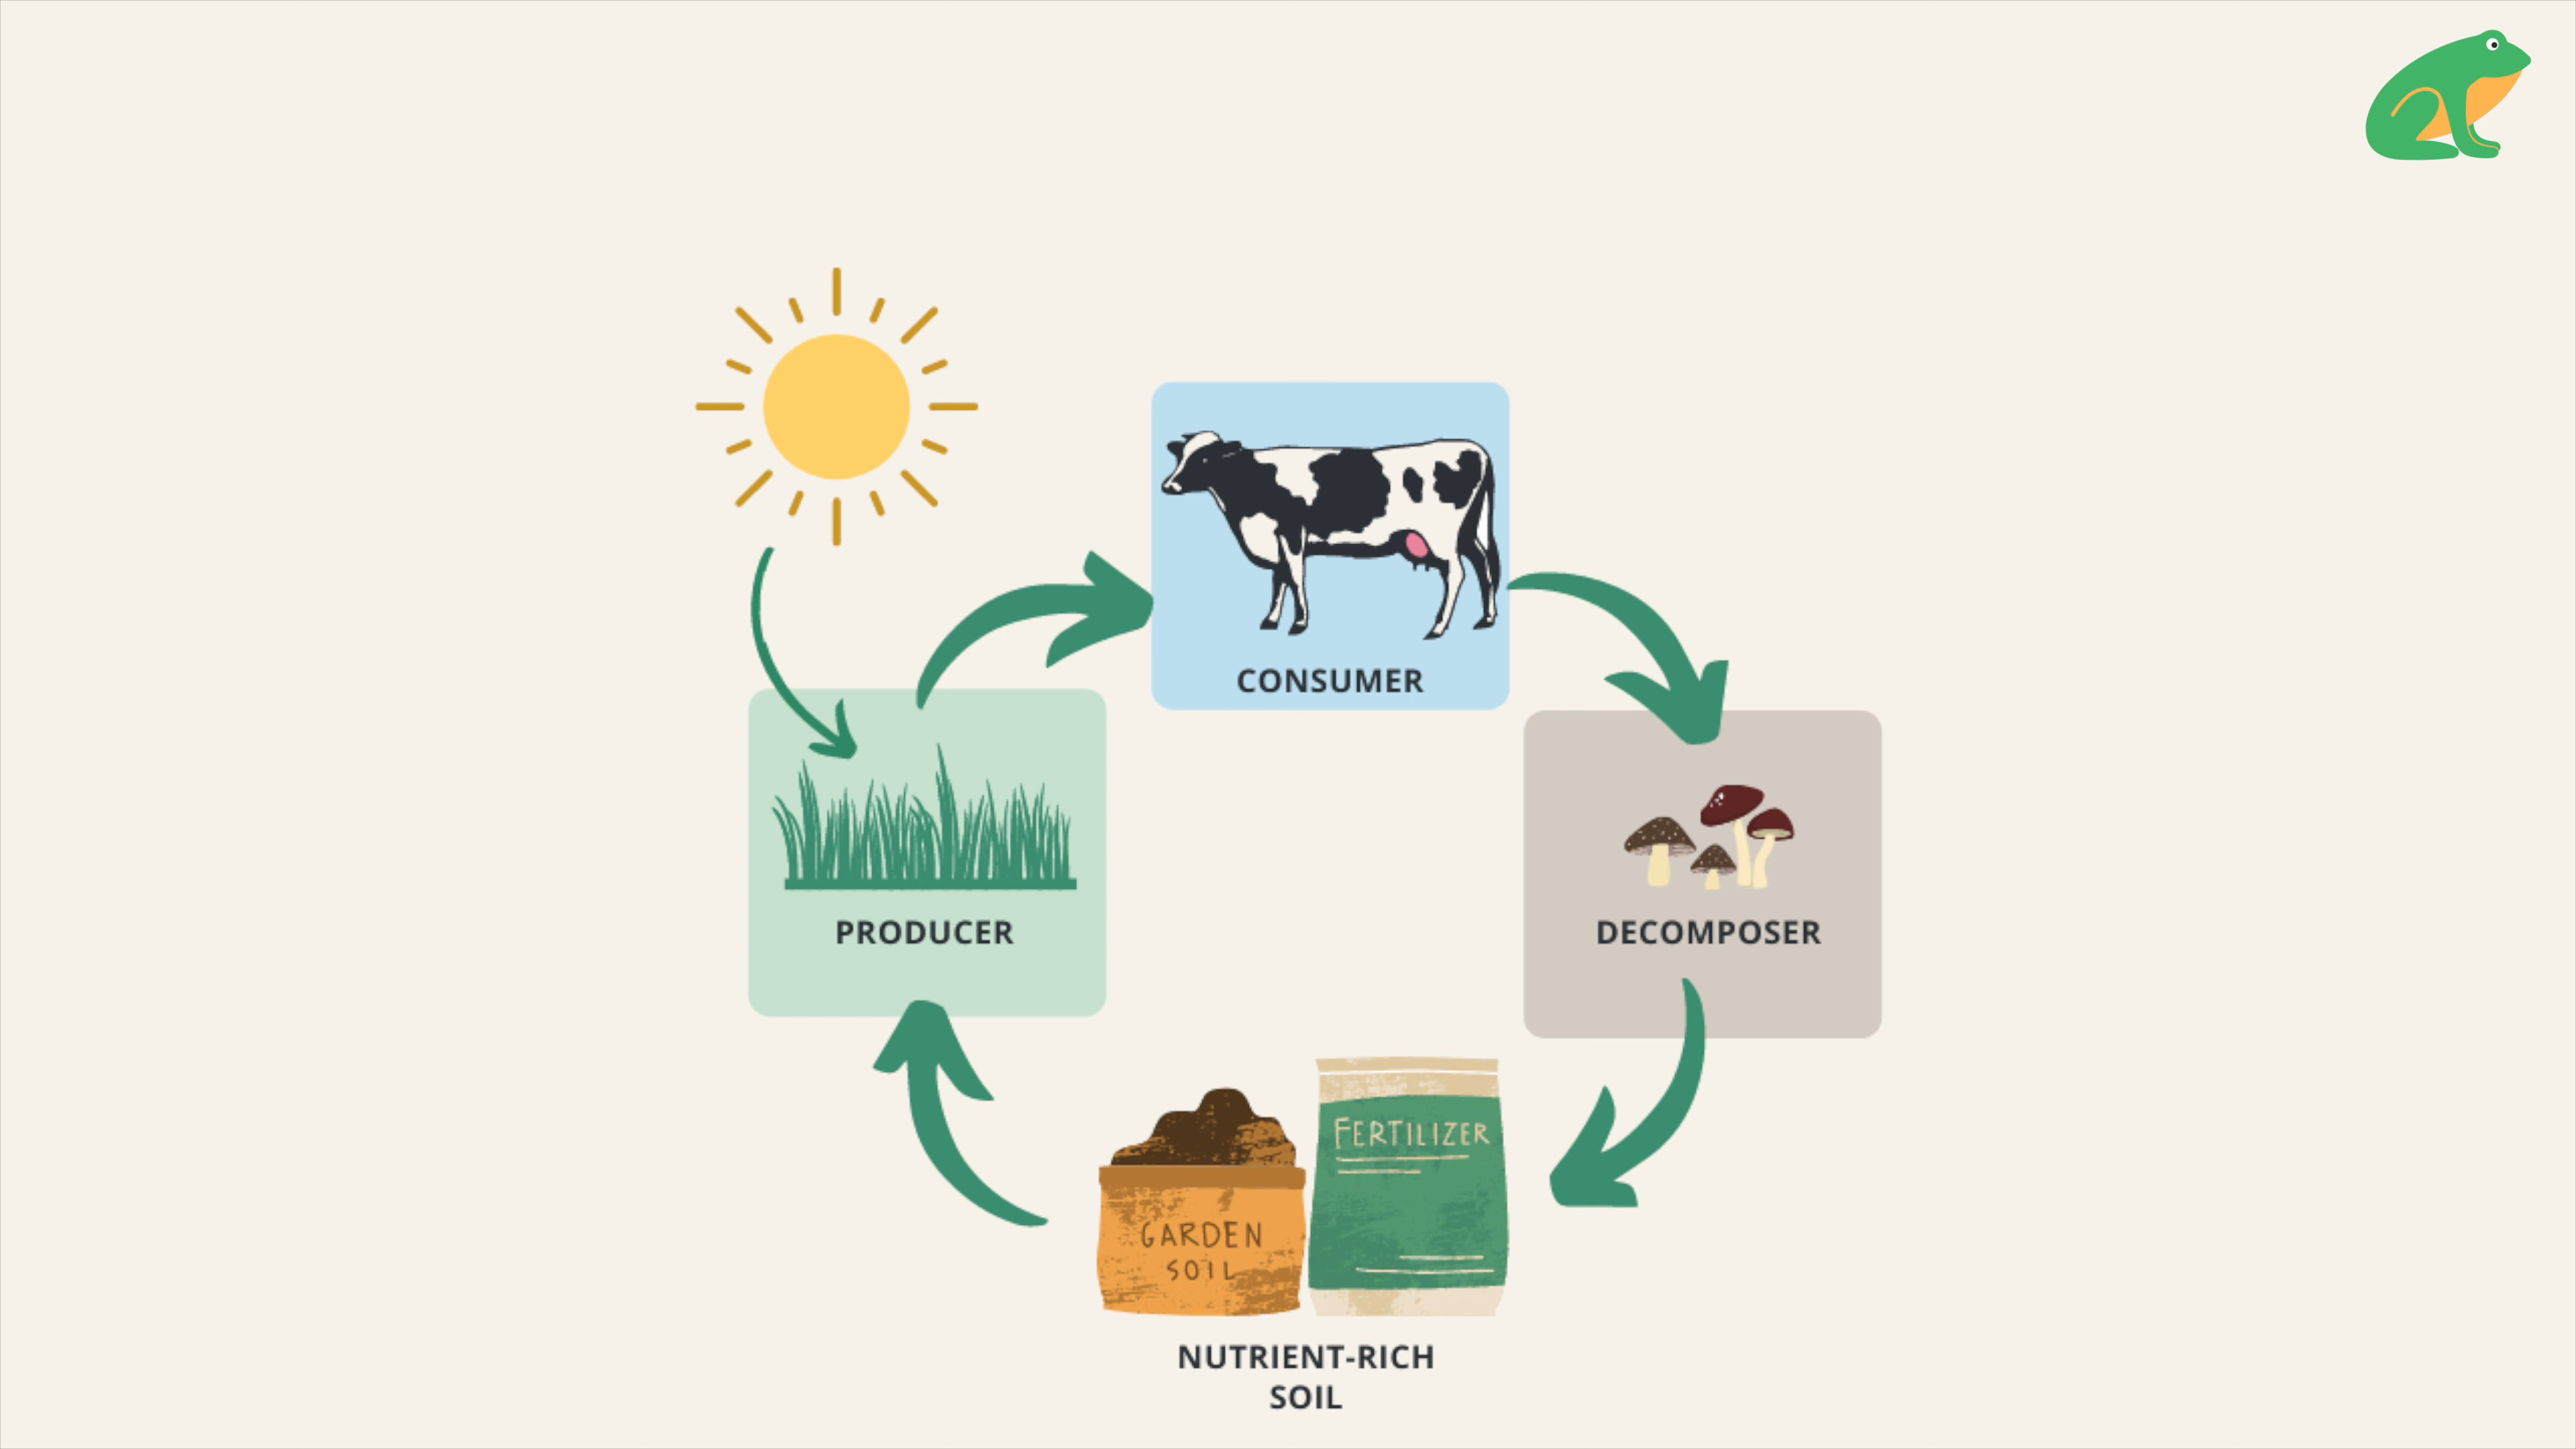 CONSUMER
PRODUCER
DECOMPOSER
FERTILIZER
GARDEN
SOIL
NUTRIENT-RICH
SOIL